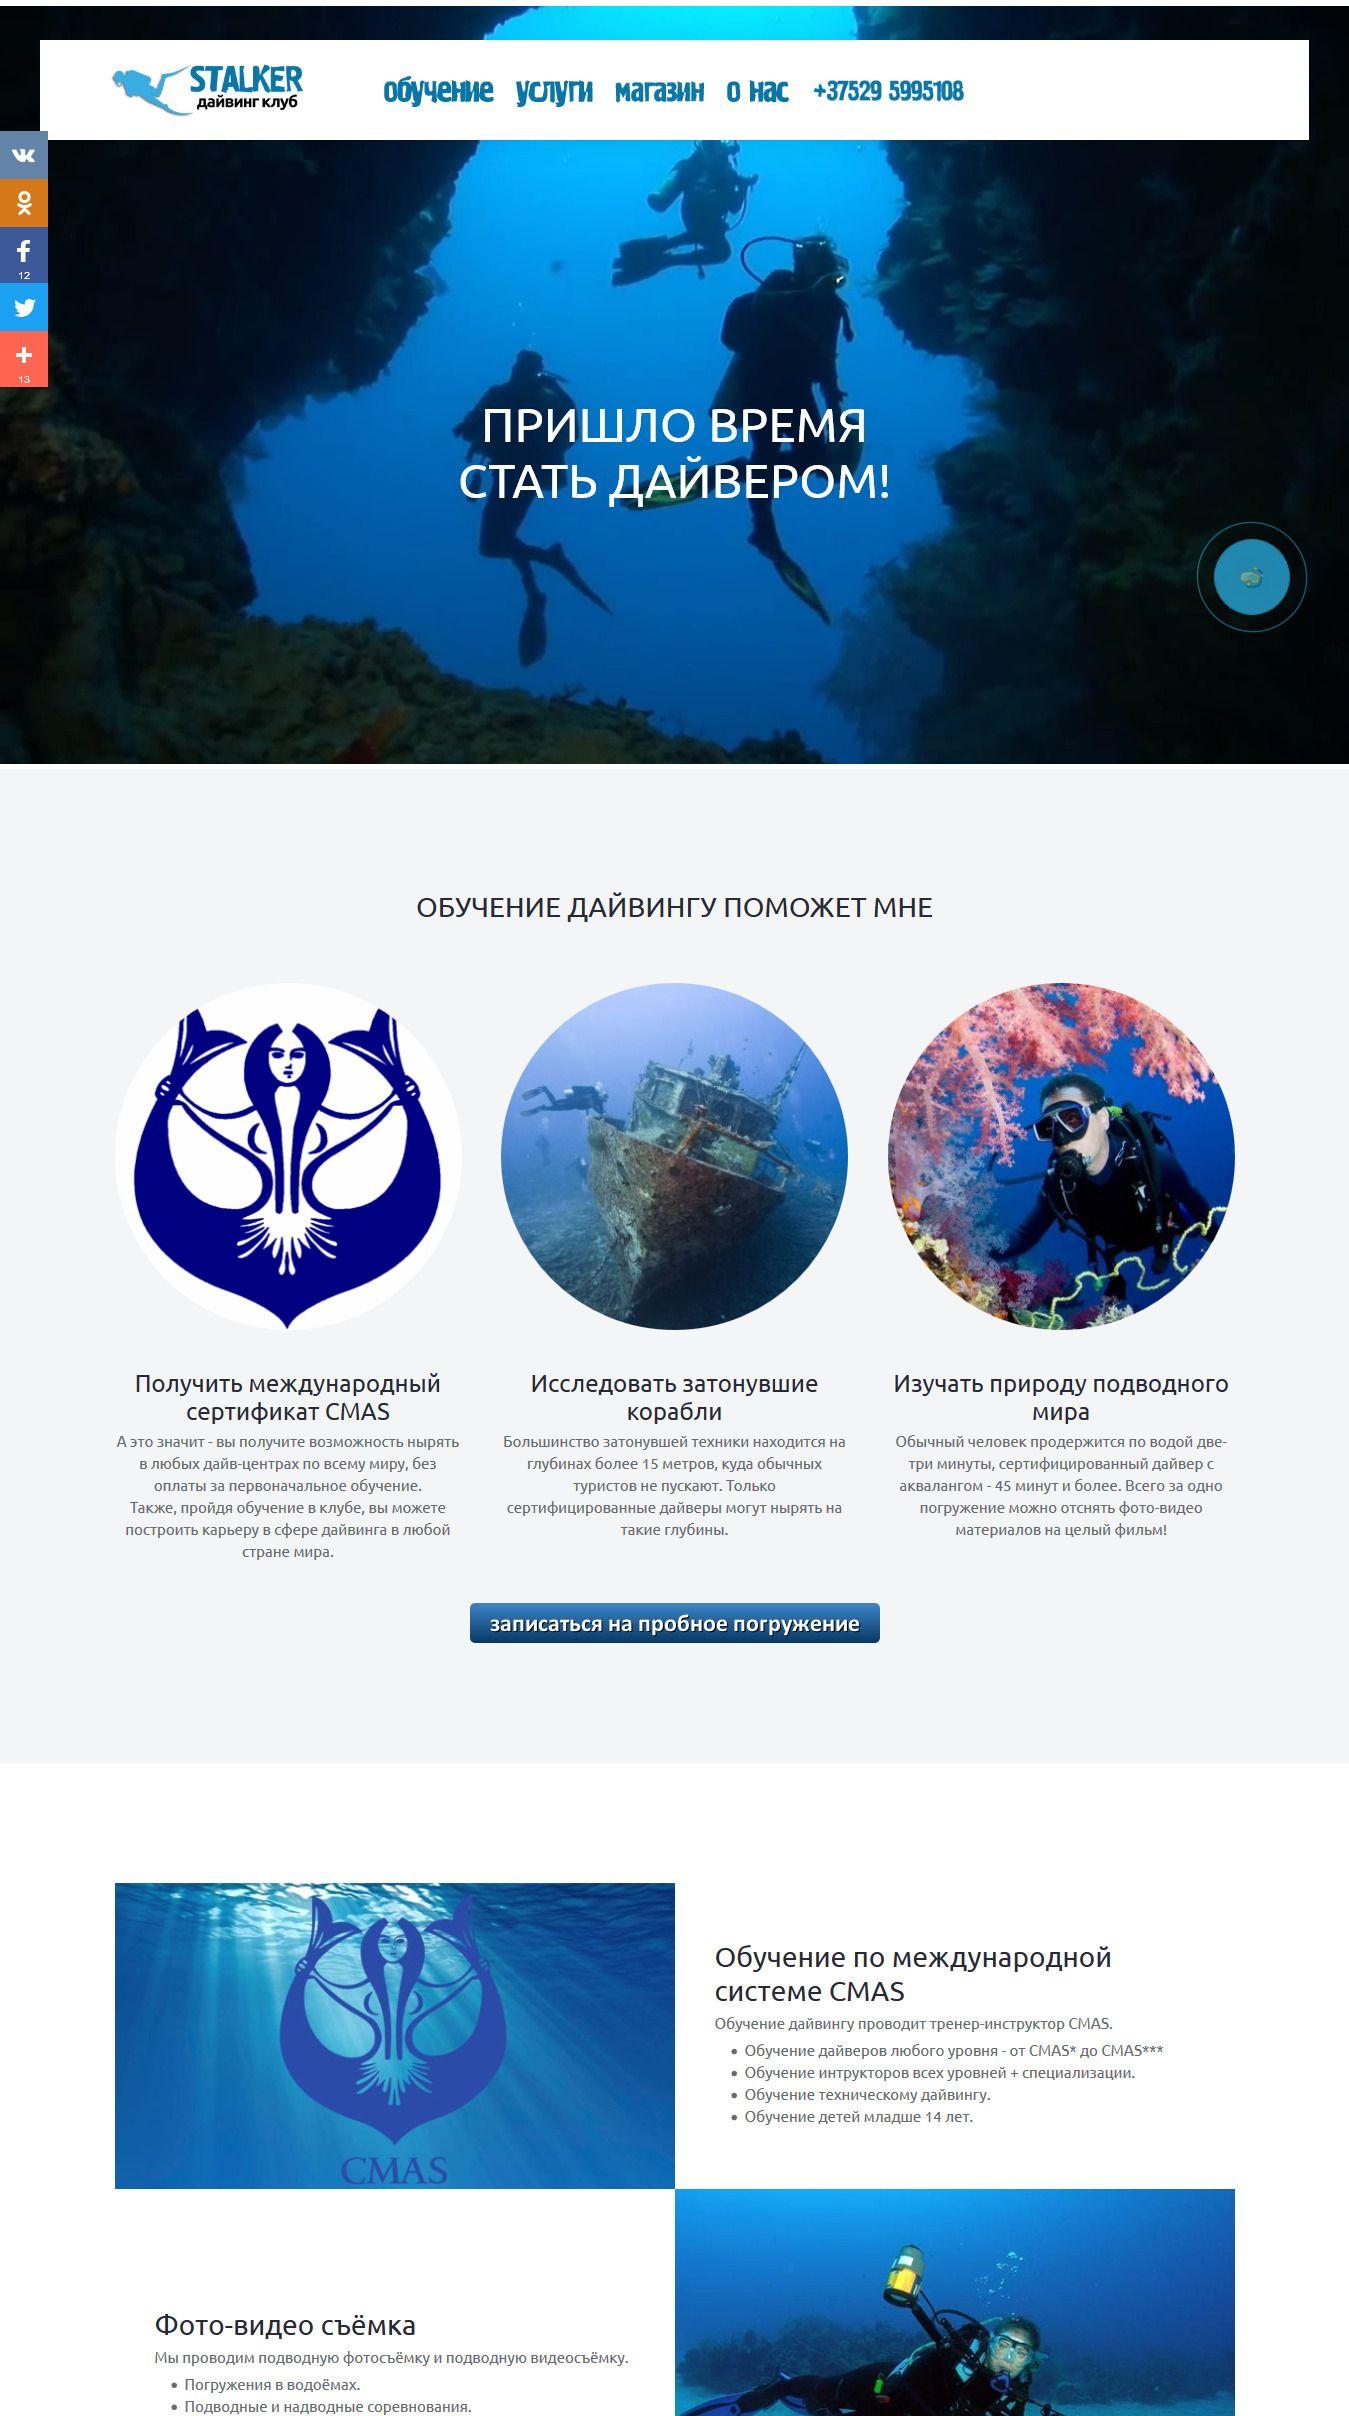 STALKER
дайвинг клуб
обучение услуги магазин о нас +37529 5995108
12
13
ПРИШЛО ВРЕМЯ
СТАТЬ ДАЙВЕРОМ!
ОБУЧЕНИЕ ДАЙВИНГУ ПОМОЖЕТ МНЕ
Получить международный
сертификат CMAS
А это значит - вы получите возможность нырять
в любых дайв-центрах по всему миру, без
оплаты за первоначальное обучение.
Также, пройдя обучение в клубе, вы можете
построить карьеру в сфере дайвинга в любой
стране мира.
Исследовать затонувшие
корабли
Большинство затонувшей техники находится на
глубинах более 15 метров, куда обычных
туристов не пускают. Только
сертифицированные дайверы могут нырять на
такие глубины.
Изучать природу подводного
мира
Обычный человек продержится по водой две-
три минуты, сертифицированный дайвер с
аквалангом - 45 минут и более. Всего за одно
погружение можно отснять фото-видео
материалов на целый фильм!
записаться на пробное погружение
CMAS
Обучение по международной
системе CMAS
Обучение дайвингу проводит тренер-инструктор CMAS.
• Обучение дайверов любого уровня - от CMAS* до CMAS***
• Обучение интрукторов всех уровней + специализации.
• Обучение техническому дайвингу.
• Обучение детей младше 14 лет.
Фото-видео съёмка
Мы проводим подводную фотосъёмку и подводную видеосъёмку.
• Погружения в водоёмах.
• Подводные и надводные соревнования.